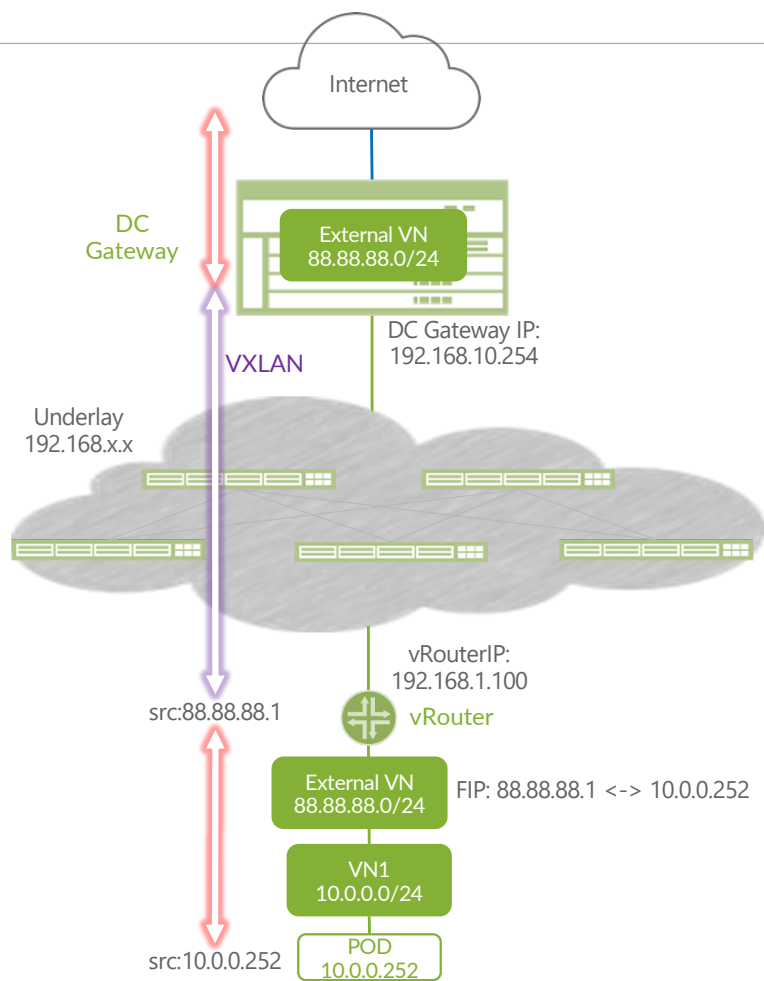 Internet
DC
Gateway
External VN
88.88.88.0/24
DC Gateway IP:
192.168.10.254
VXLAN
Underlay
192.168.x.x
vRouterIP:
192.168.1.100
src:88.88.88.1
vRouter
External VN
88.88.88.0/24
FIP: 88.88.88.1 <-> 10.0.0.252
VN1
10.0.0.0/24
src:10.0.0.252
POD
10.0.0.252